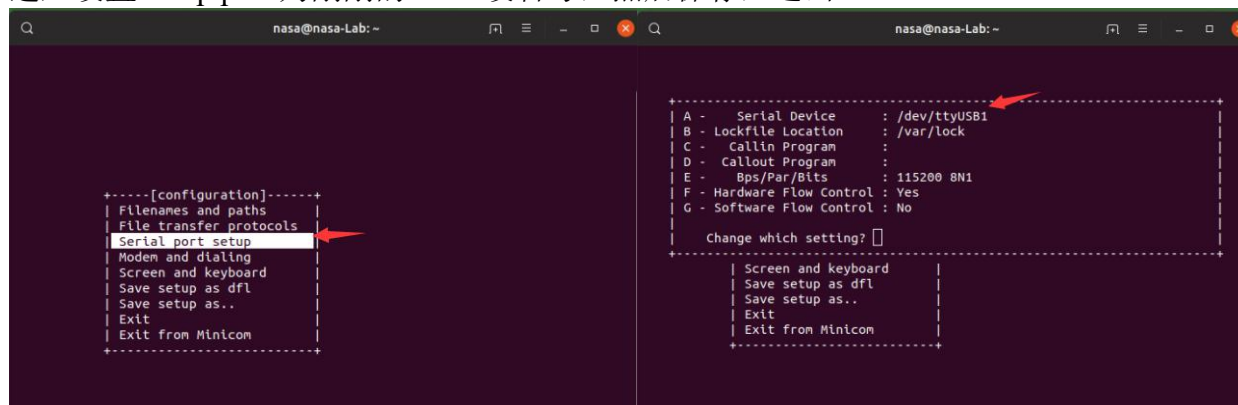 nasa@nasa-Lab: ~
+-----[configuration]------+
| Filenames and paths |
| File transfer protocols |
| Serial port setup |
| Modem and dialing |
| Screen and keyboard |
| Save setup as dfl |
| Save setup as.. |
| Exit |
| Exit from Minicom |
+--------------------------+
nasa@nasa-Lab: ~
| A - Serial Device : /dev/ttyUSB1 |
| B - Lockfile Location : /var/lock |
| C - Callin Program : |
| D - Callout Program : |
| E - Bps/Par/Bits : 115200 8N1 |
| F - Hardware Flow Control : Yes |
| G - Software Flow Control : No |
| |
| Change which setting? |
| Screen and keyboard |
| Save setup as dfl |
| Save setup as.. |
| Exit |
| Exit from Minicom |
+--------------------------+